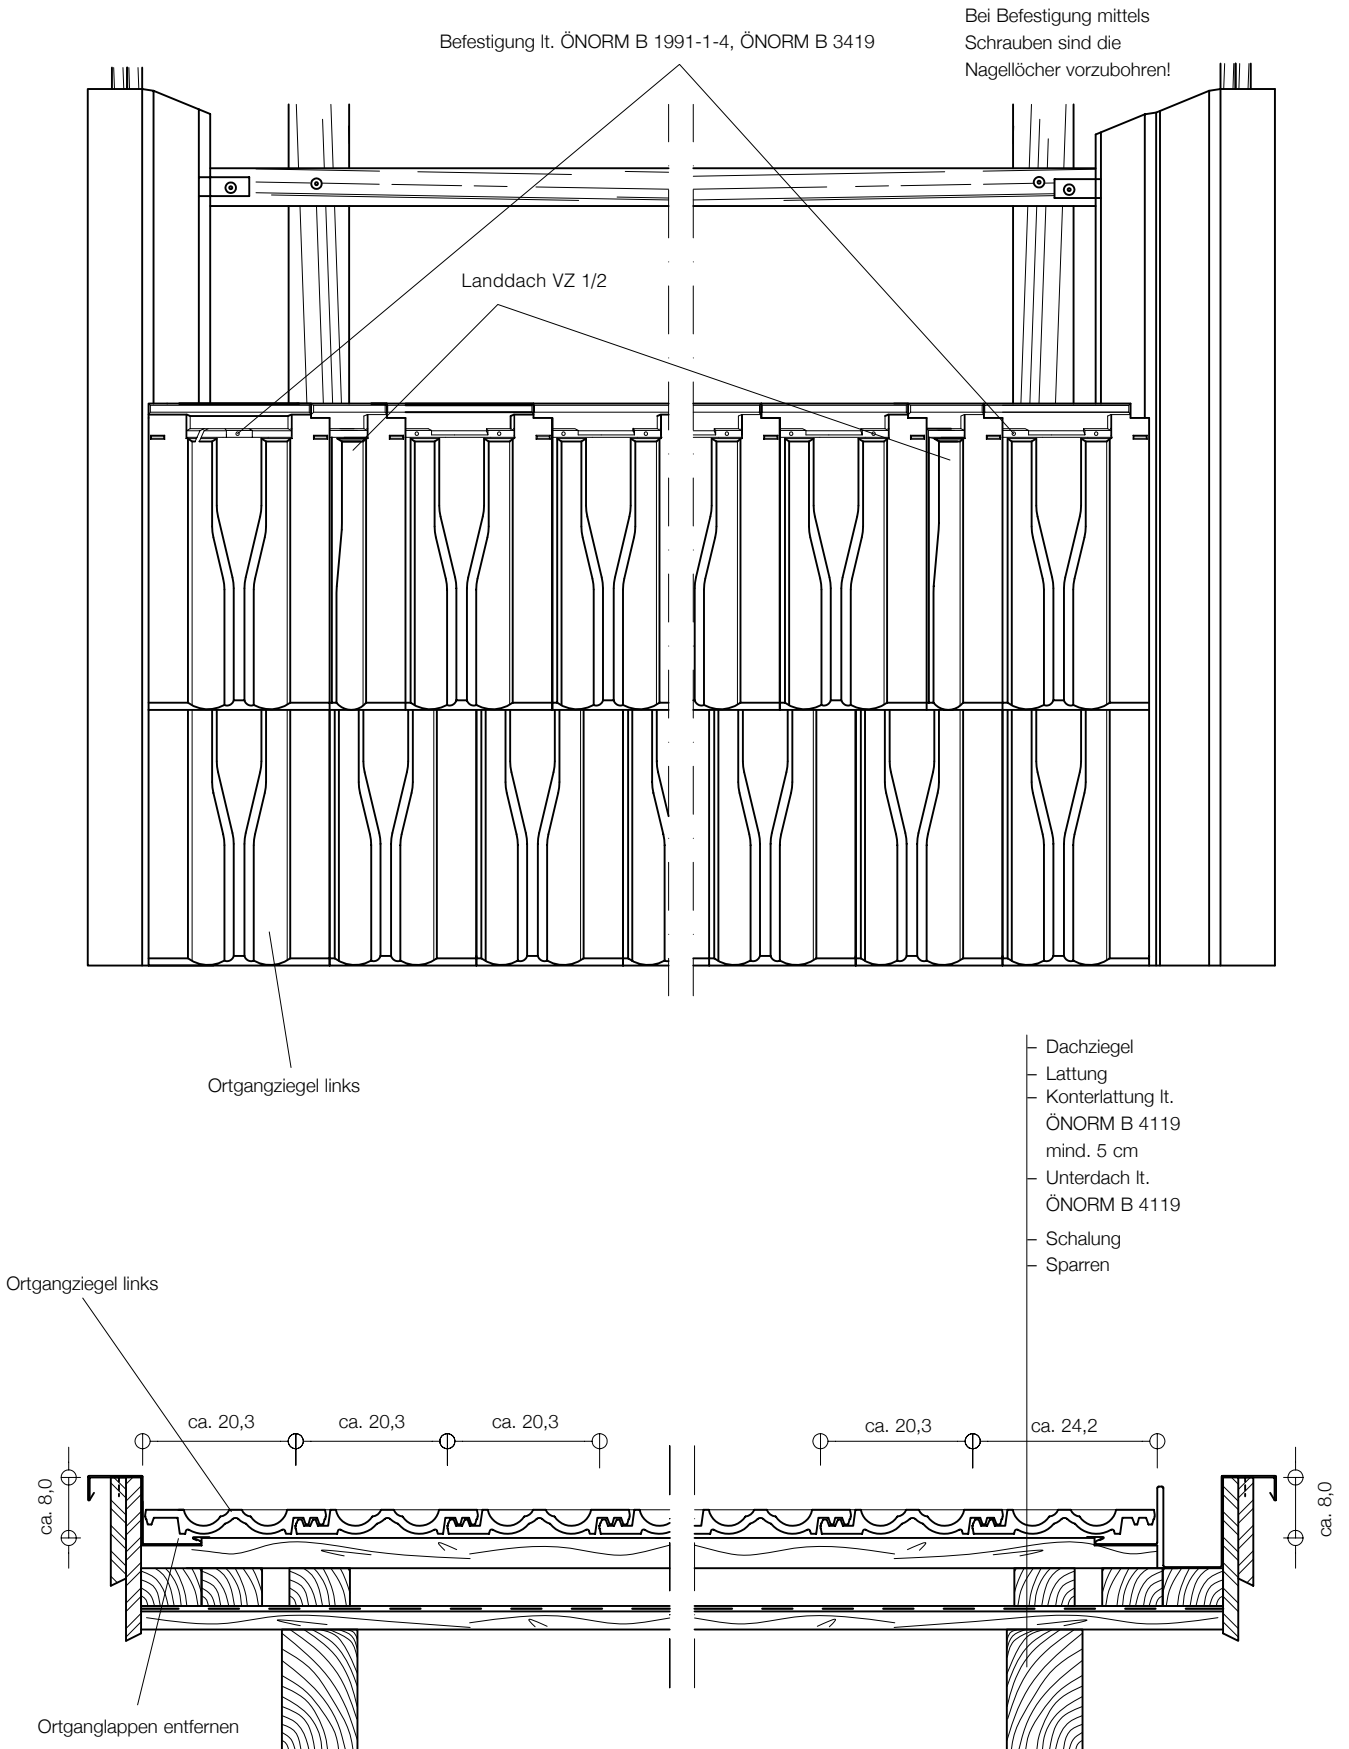 Bei Befestigung mittels
Schrauben sind die
Nagellöcher vorzubohren!
Befestigung lt. ÖNORM B 1991-1-4, ÖNORM B 3419
Landdach VZ 1/2
Ortgangziegel links
Dachziegel
Lattung
Konterlattung lt.
ÖNORM B 4119
mind. 5 cm
Unterdach lt.
ÖNORM B 4119
Schalung
Sparren
Ortgangziegel links
ca. 20,3
ca. 20,3
ca. 20,3
ca. 20,3
ca. 24,2
ca. 8,0
ca. 8,0
Ortganglappen entfernen